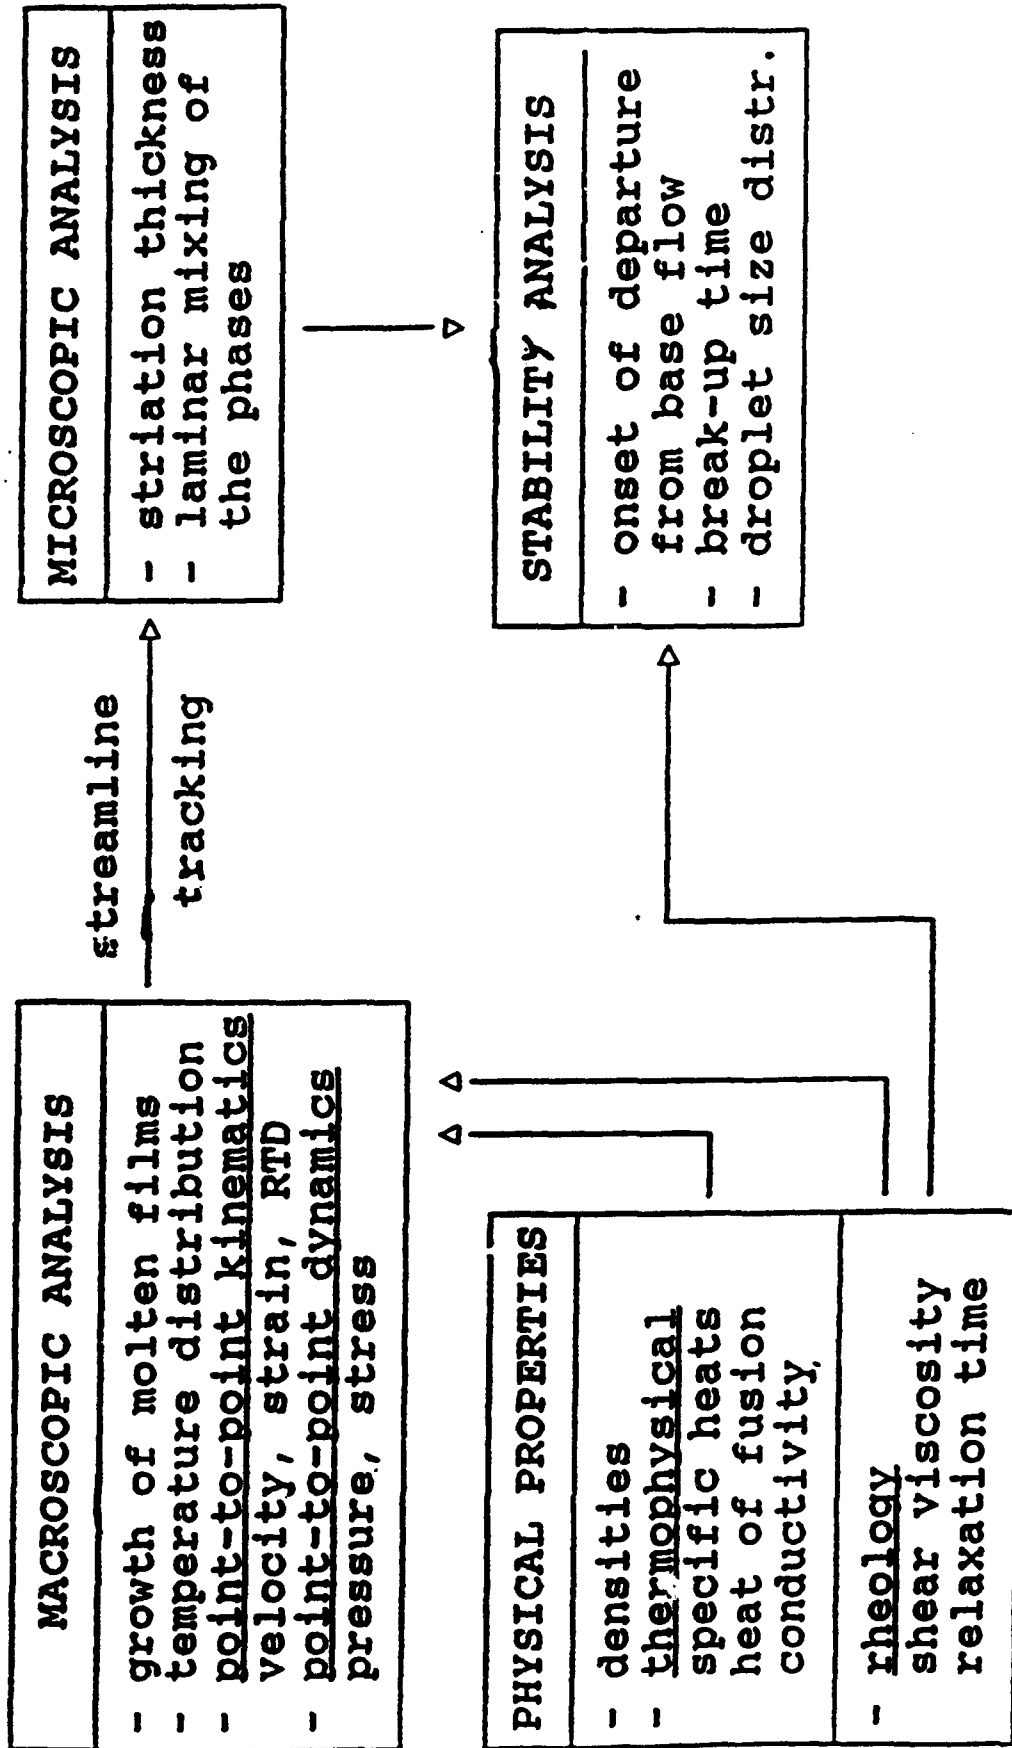 MACROSCOPIC ANALYSIS
- growth of molten films
- temperature distribution
- point-to-point kinematics
velocity, strain, RTD
- point-to-point dynamics
pressure, stress
streamline
tracking
MICROSCOPIC ANALYSIS
- striation thickness
- laminar mixing of
the phases
PHYSICAL PROPERTIES
- densities
- thermophysical
specific heats
heat of fusion
conductivity
- rheology
shear viscosity
relaxation time
STABILITY ANALYSIS
- onset of departure
from base flow
- break-up time
- droplet size distr.